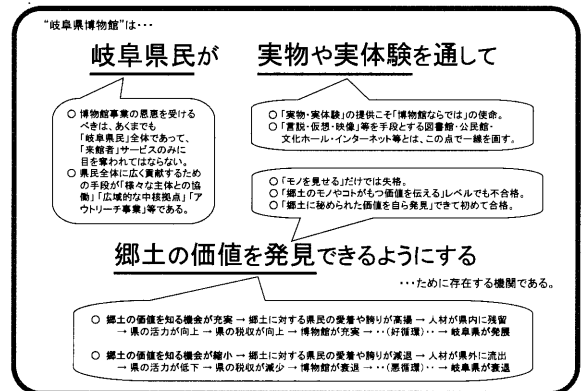 “岐阜県博物館”は・・・
岐阜県民が　実物や実体験を通して
○ 博物館事業の恩恵を受ける
べきは、あくまでも
「岐阜県民」全体であって、
「来館者」サービスのみに
目を奪われてはならない。
○ 県民全体に広く貢献するため
の手段が「様々な主体との協
働」「広域的な中核拠点」「ア
ウトリーチ事業」等である。
○「実物・実体験」の提供こそ「博物館ならでは」の使命。
○「言説・仮想・映像」等を手段とする図書館・公民館・
文化ホール・インターネット等とは、この点で一線を画す。
○「モノを見せる」だけでは失格。
○「郷土のモノやコトがもつ価値を伝える」レベルでも不合格。
○「郷土に秘められた価値を自ら発見」できて初めて合格。
郷土の価値を発見できるようにする
・・・ために存在する機関である。
○ 郷土の価値を知る機会が充実 → 郷土に対する県民の愛着や誇りが高揚 → 人材が県内に残留
→ 県の活力が向上 → 県の税収が向上 → 博物館が充実 → ・・(好循環)・・ → 岐阜県が発展
○ 郷土の価値を知る機会が縮小 → 郷土に対する県民の愛着や誇りが減退 → 人材が県外に流出
→ 県の活力が低下 → 県の税収が減少 → 博物館が衰退 → ・・(悪循環)・・ → 岐阜県が衰退